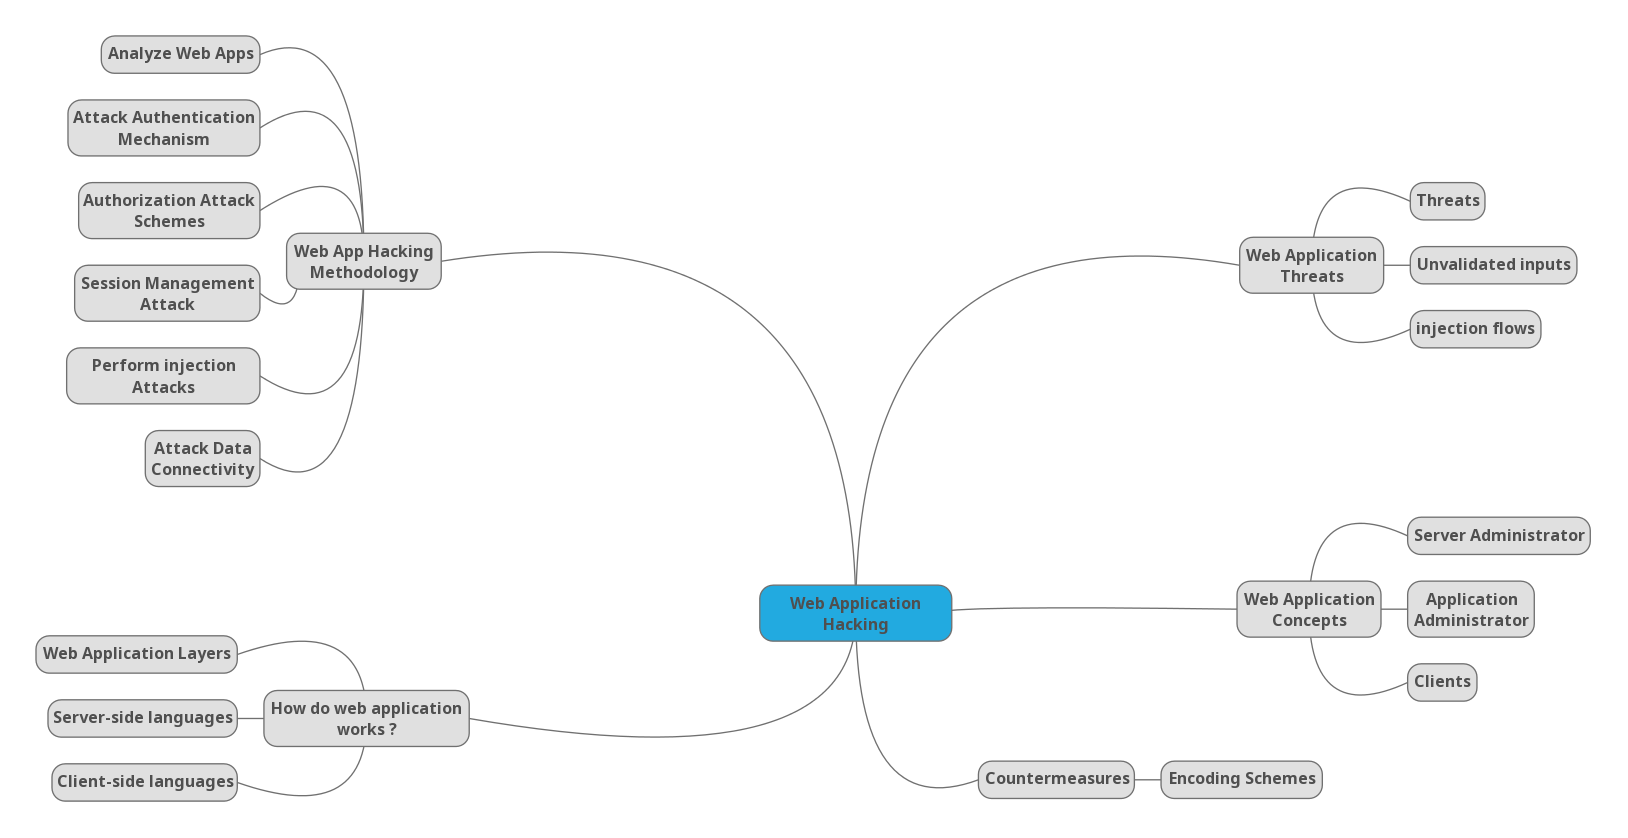 Analyze Web Apps
Attack Authentication
Mechanism
Authorization Attack
Schemes
Session Management
Attack
Perform injection
Attacks
Attack Data
Connectivity
Web App Hacking
Methodology
Web Application
Threats
Threats
Unvalidated inputs
injection flows
Web Application
Hacking
Web Application
Concepts
Server Administrator
Application
Administrator
Clients
Web Application Layers
Server-side languages
Client-side languages
How do web application
works ?
Countermeasures
Encoding Schemes